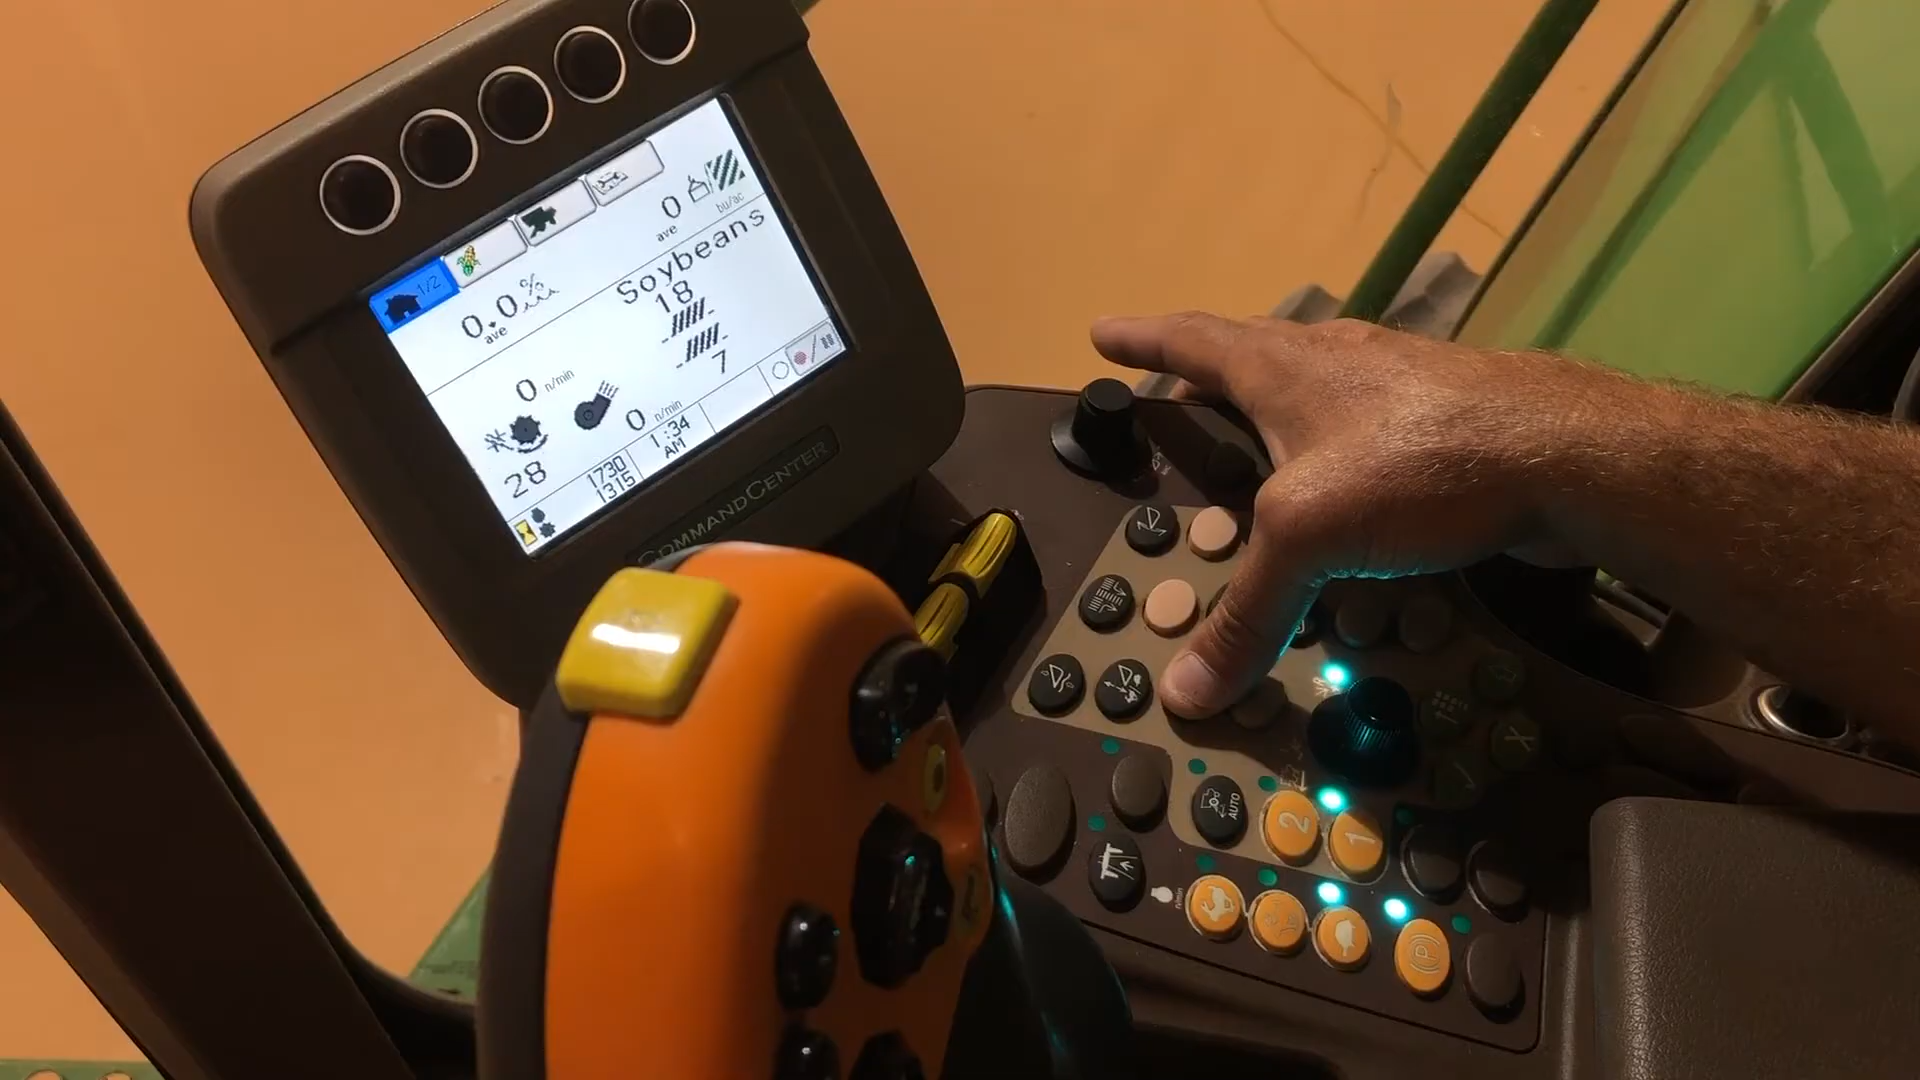 1/2
0.0%
ave
0
ave
bu/ac
Soybeans
18
7
0 n/min
0 n/min
28
1730
1315
1:34
AM
COMMANDCENTER
AUTO
2
1
n/min
X
P